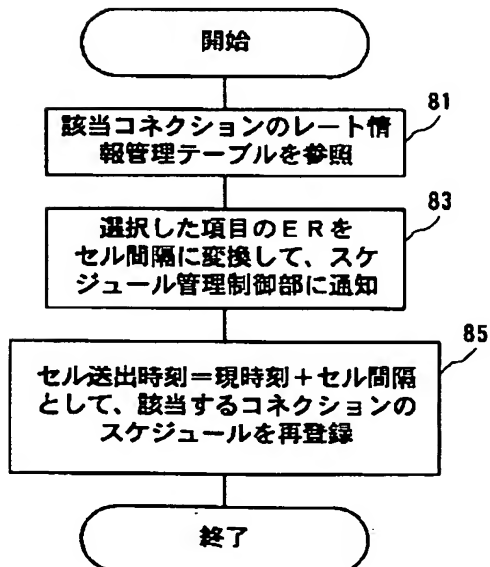 開始
81
該当コネクションのレート情
報管理テーブルを参照
83
選択した項目のERを
セル間隔に変換して、スケ
ジュール管理制御部に通知
85
セル送出時刻=現時刻+セル間隔
として、該当するコネクションの
スケジュールを再登録
終了